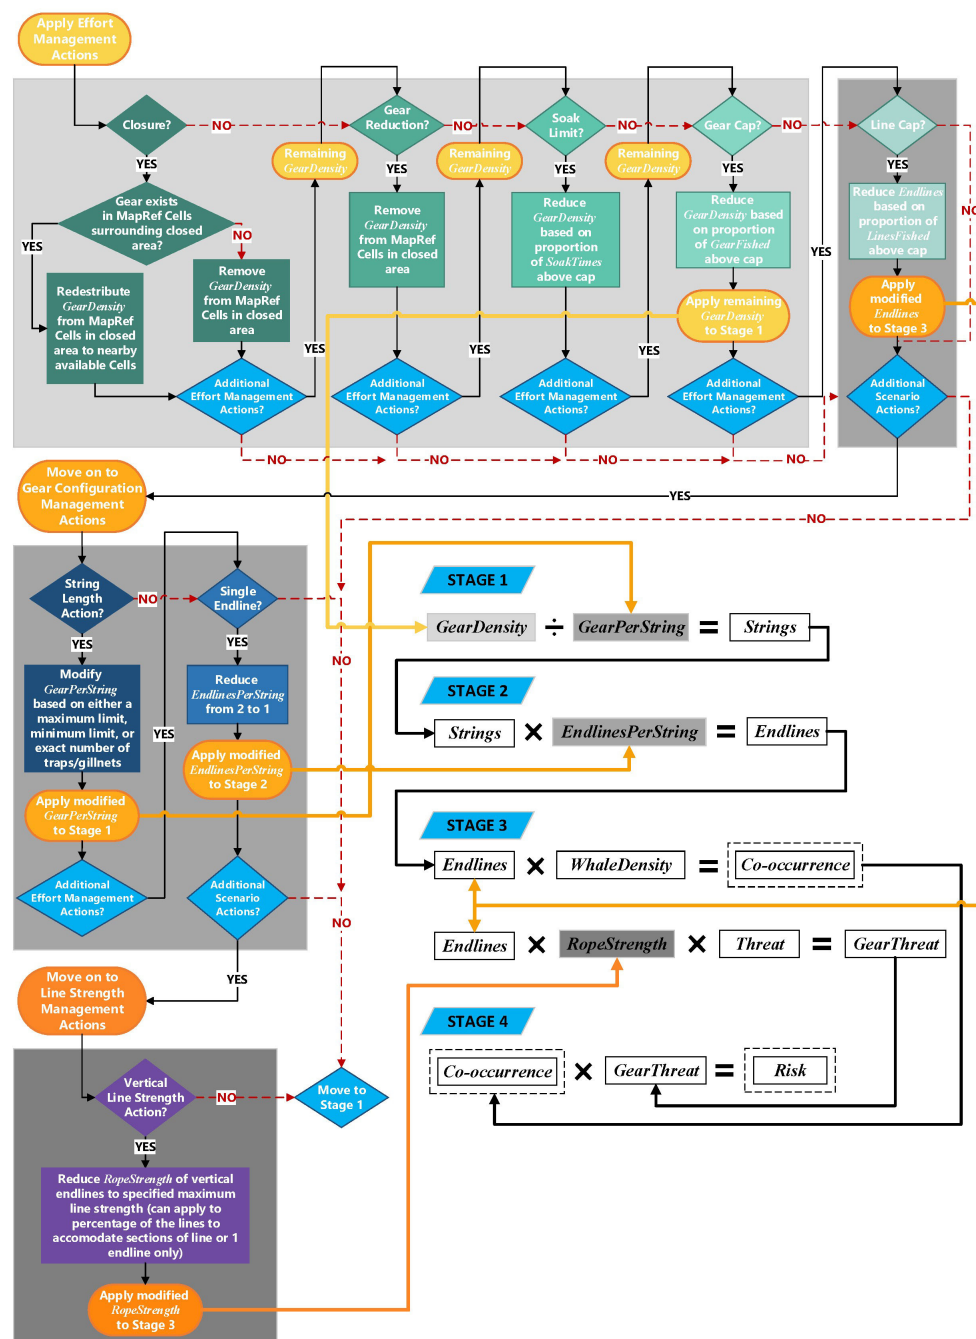 Apply Effort
Management
Actions
Closure?
NO
Gear
Reduction?
NO
Soak
Limit?
NO
Gear Cap?
NO
Line Cap?
NO
YES
YES
YES
YES
YES
Remaining
GearDensity
Remaining
GearDensity
Remaining
GearDensity
Gear exists
in MapRef Cells
surrounding closed
area?
YES
NO
Remove
GearDensity
from MapRef
Cells in closed
area
Reduce
GearDensity
based on
proportion
of SoakTimes
above cap
Reduce
GearDensity based
on proportion
of GearFished
above cap
Reduce Endlines
based on
proportion of
LinesFished
above cap
Redestribute
GearDensity
from MapRef
Cells in closed
area to nearby
available Cells
Remove
GearDensity
from MapRef
Cells in closed
area
Apply remaining
GearDensity
to Stage 1
Apply
modified
Endlines
to Stage 3
YES
YES
YES
YES
Additional
Effort Management
Actions?
Additional
Effort Management
Actions?
Additional
Effort Management
Actions?
Additional
Effort Management
Actions?
Additional
Scenario
Actions?
NO
NO
NO
NO
YES
NO
Move on to
Gear Configuration
Management
Actions
String
Length
Action?
NO
Single
Endline?
NO
YES
YES
YES
Modify
GearPerString
based on either a
maximum limit,
minimum limit, or
exact number of
traps/gillnets
Reduce
EndlinesPerString
from 2 to 1
Apply modified
EndlinesPerString
to Stage 2
Apply modified
GearPerString
to Stage 1
Additional
Effort Management
Actions?
Additional
Scenario
Actions?
NO
YES
STAGE 1
GearDensity ÷ GearPerString = Strings
STAGE 2
Strings × EndlinesPerString = Endlines
STAGE 3
Endlines × WhaleDensity = Co-occurrence
Endlines × RopeStrength × Threat = GearThreat
STAGE 4
Co-occurrence × GearThreat = Risk
Move on to
Line Strength
Management
Actions
Vertical
Line Strength
Action?
NO
Move to
Stage 1
YES
Reduce RopeStrength of vertical
endlines to specified maximum
line strength (can apply to
percentage of the lines to
accomodate sections of line or 1
endline only)
Apply modified
RopeStrength
to Stage 3